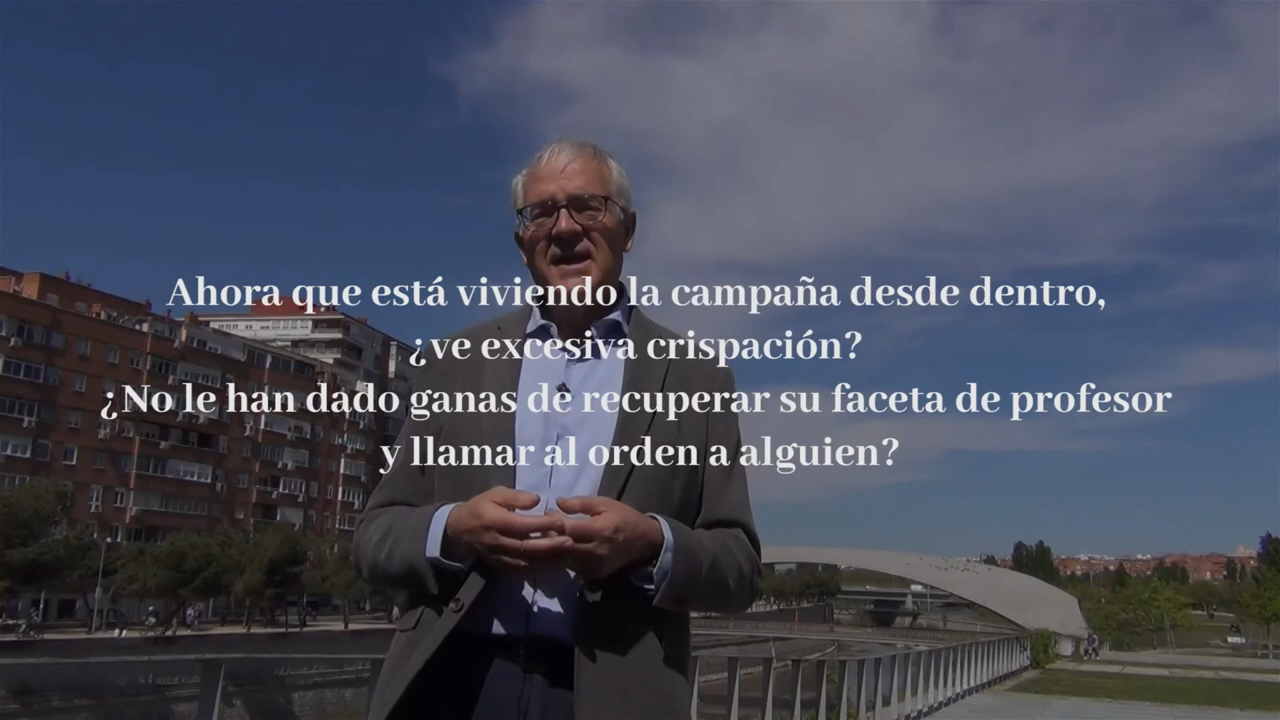 Ahora que está viviendo la campaña desde dentro,
¿ve excesiva crispación?
¿No le han dado ganas de recuperar su faceta de profesor
y llamar al orden a alguien?